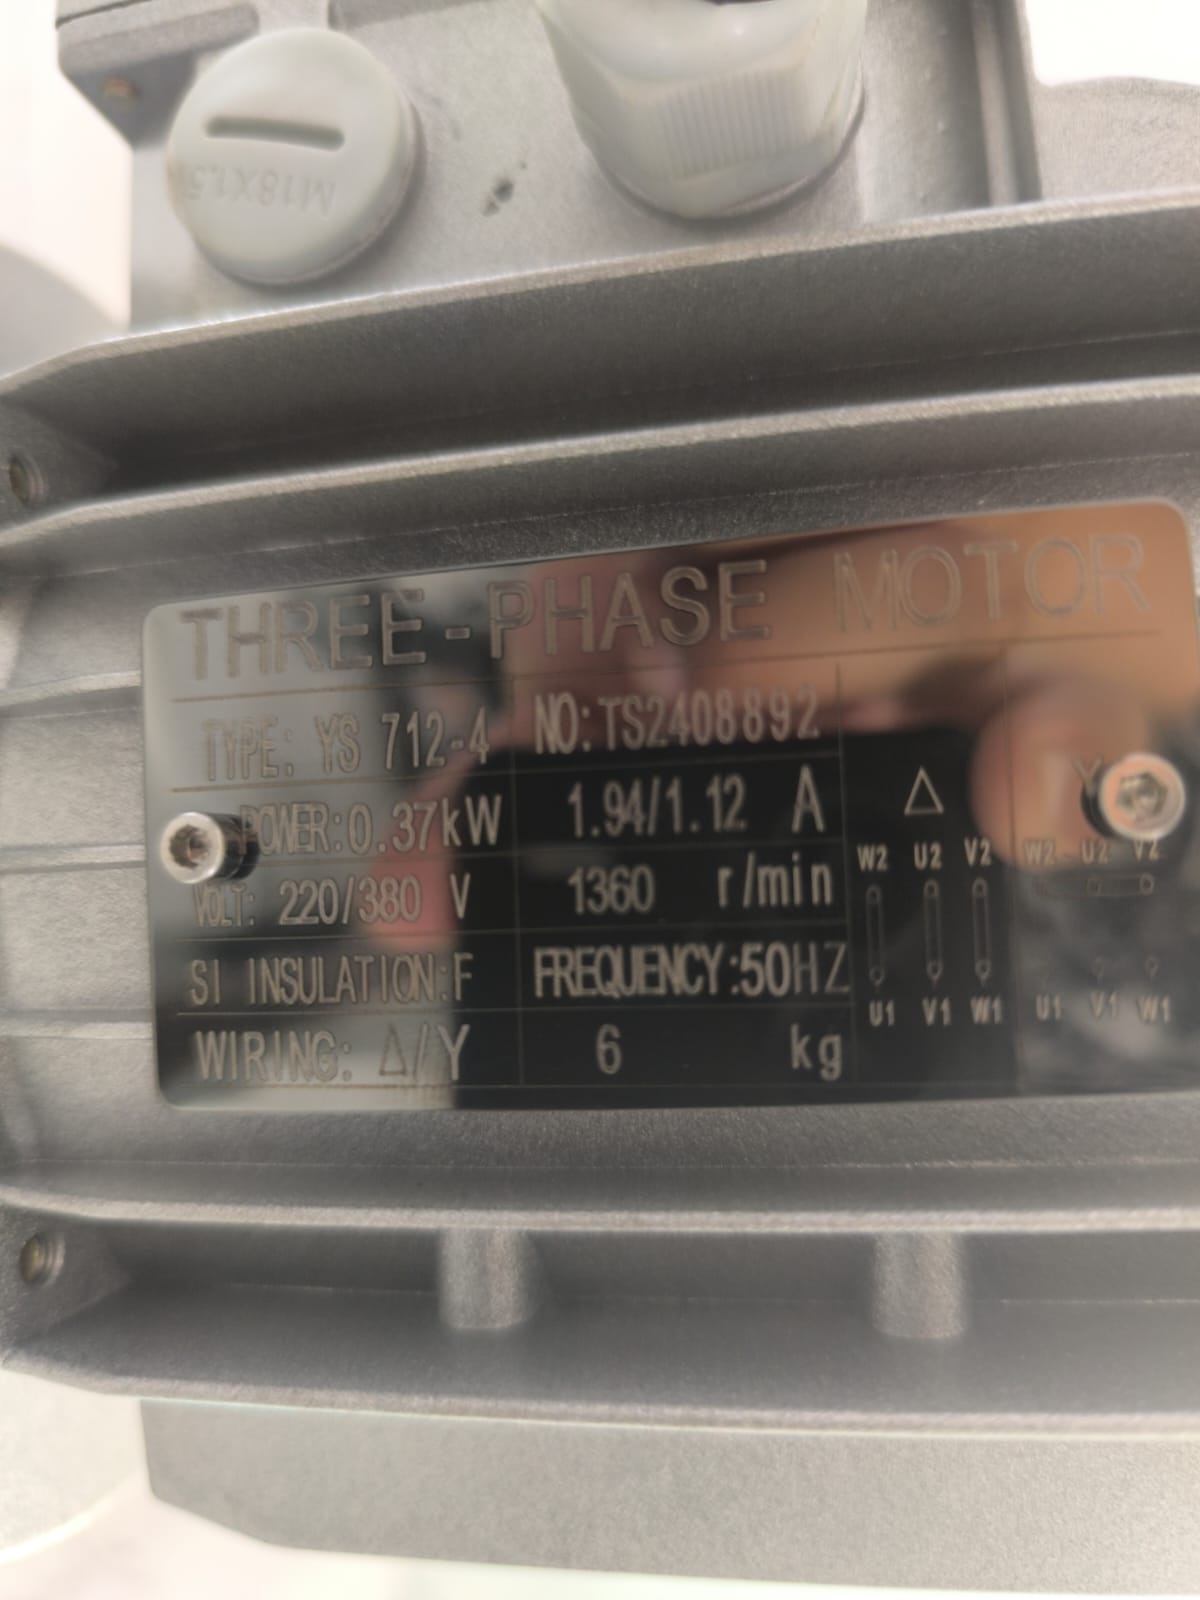 M18X1.5
THREE-PHASE MOTOR
TYPE: YS 712-4 NO:TS2408892
POWER:0.37kW 1.94/1.12 A
VOLT: 220/380 V 1360 r/min
SI INSULATION:F FREQUENCY:50HZ
WIRING: Δ/Y 6 kg
Δ Y
W2 U2 V2 W2 U2 V2
U1 V1 W1 U1 V1 W1